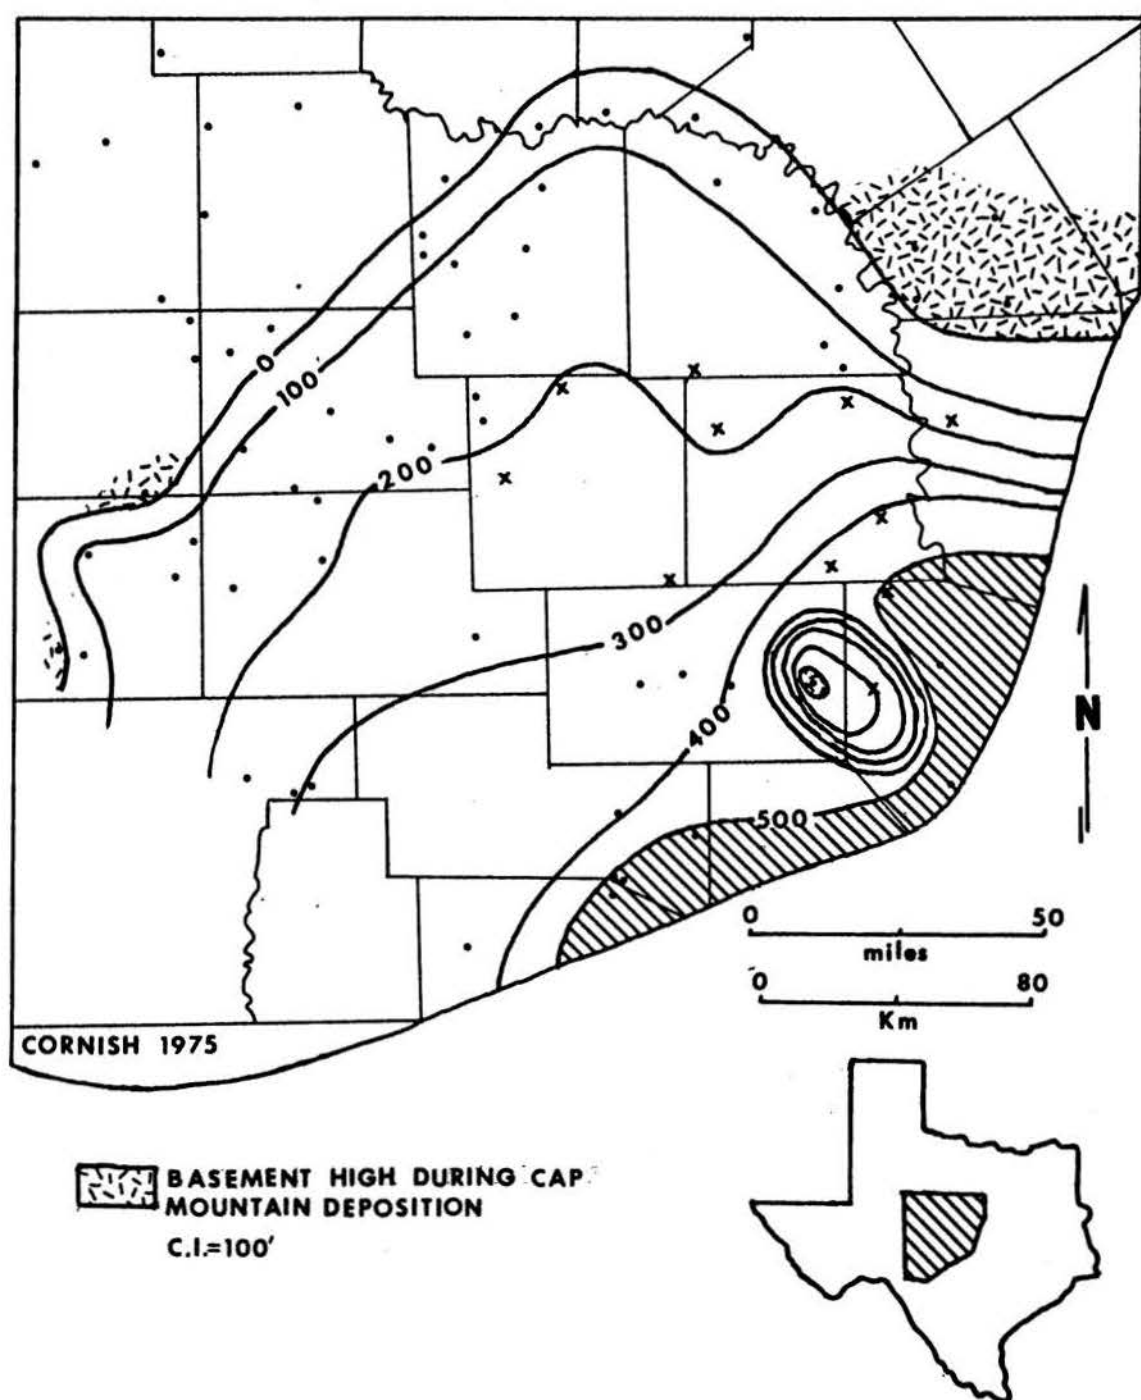 0
100'
200
300
400
500
N
0 50
miles
0 80
Km
CORNISH 1975
BASEMENT HIGH DURING CAP
MOUNTAIN DEPOSITION
C.I.=100'